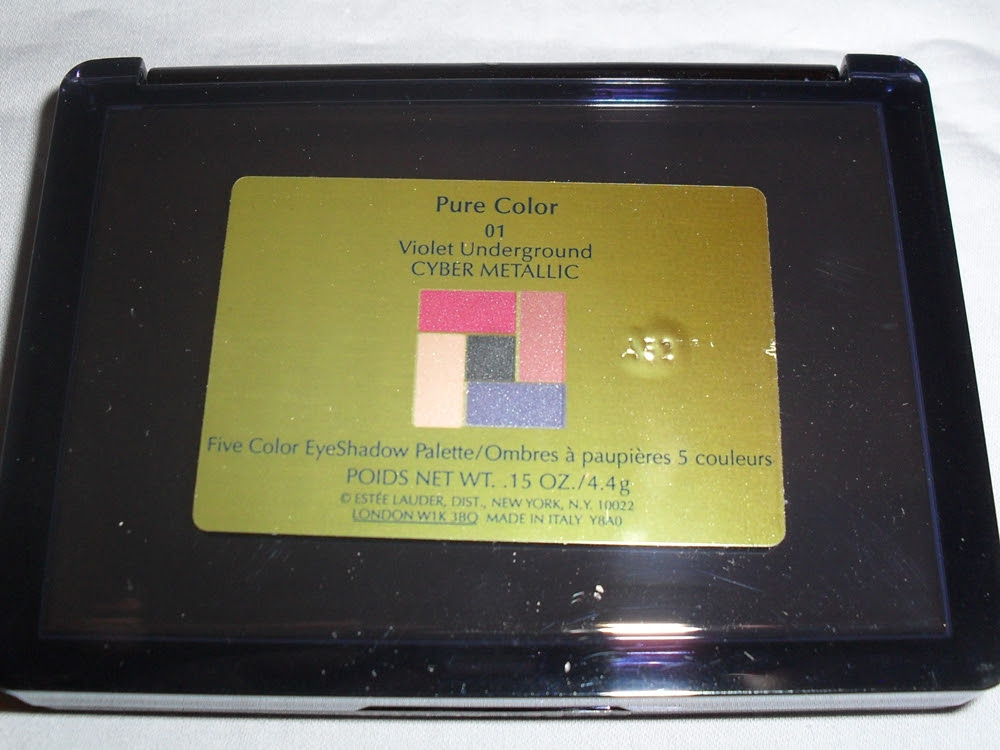 Pure Color
01
Violet Underground
CYBER METALLIC
A82
Five Color EyeShadow Palette/Ombres à paupières 5 couleurs
POIDS NET WT. .15 OZ./4.4g
© ESTÉE LAUDER, DIST., NEW YORK, N.Y. 10022
LONDON W1K 3BQ MADE IN ITALY Y8A0